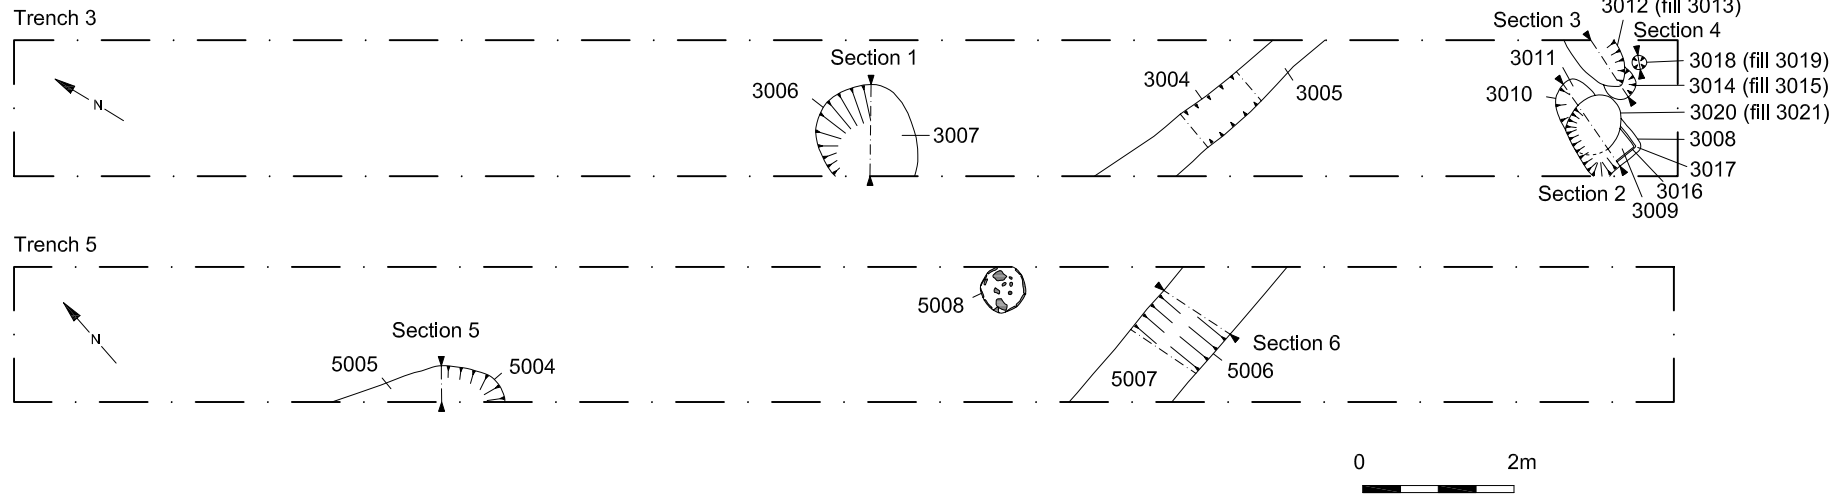 Trench 3
3012 (fill 3013)
Section 3
Section 4
Section 1
3011
3018 (fill 3019)
3006
3004
3005
3010
3014 (fill 3015)
N
3020 (fill 3021)
3007
3008
3017
Section 2
3016
3009
Trench 5
5008
N
Section 5
Section 6
5005
5004
5007
5006
0 2m